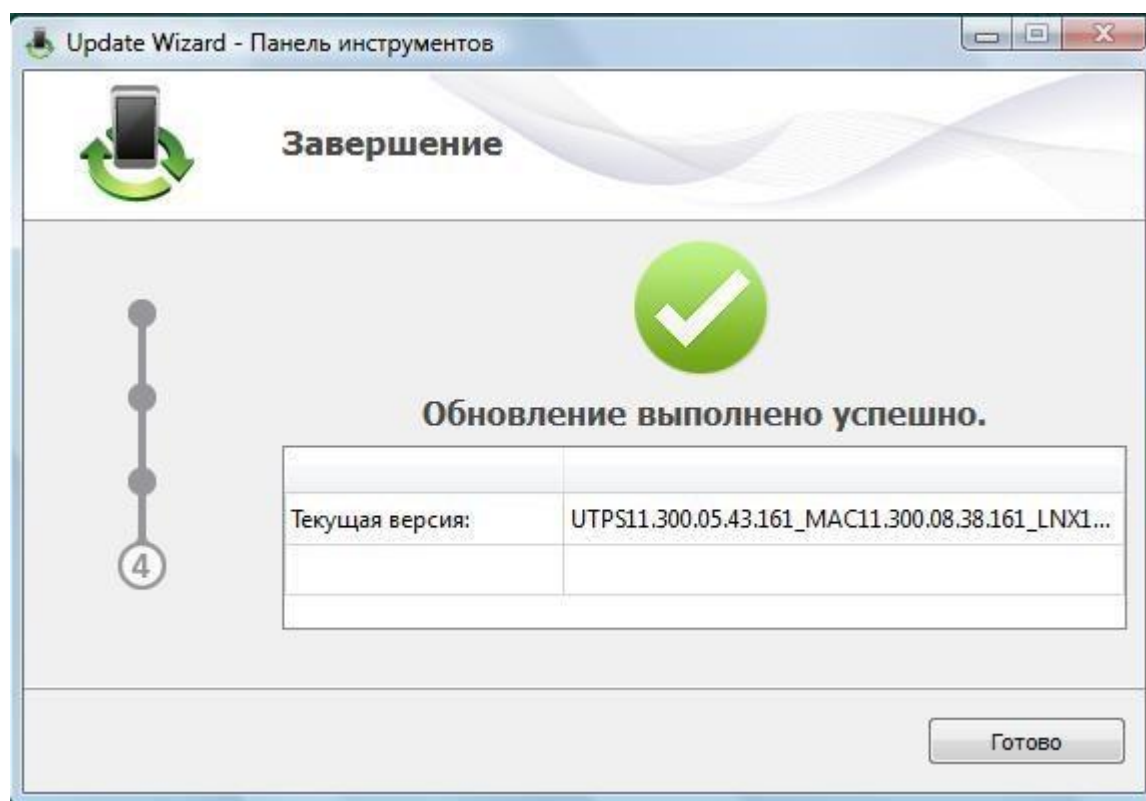 Update Wizard - Панель инструментов
Завершение
Обновление выполнено успешно.
Текущая версия: UTPS11.300.05.43.161_MAC11.300.08.38.161_LNX1...
4
Готово